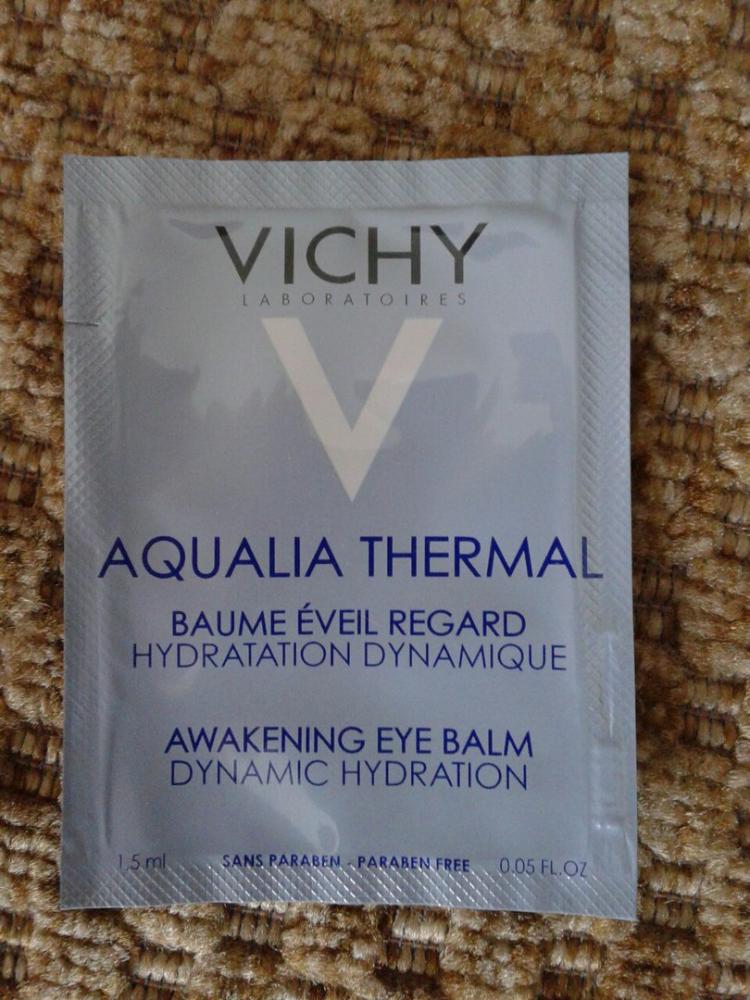 VICHY
LABORATOIRES
V
AQUALIA THERMAL
BAUME ÉVEIL REGARD
HYDRATATION DYNAMIQUE
AWAKENING EYE BALM
DYNAMIC HYDRATION
1,5 ml SANS PARABEN - PARABEN FREE 0.05 FL.OZ